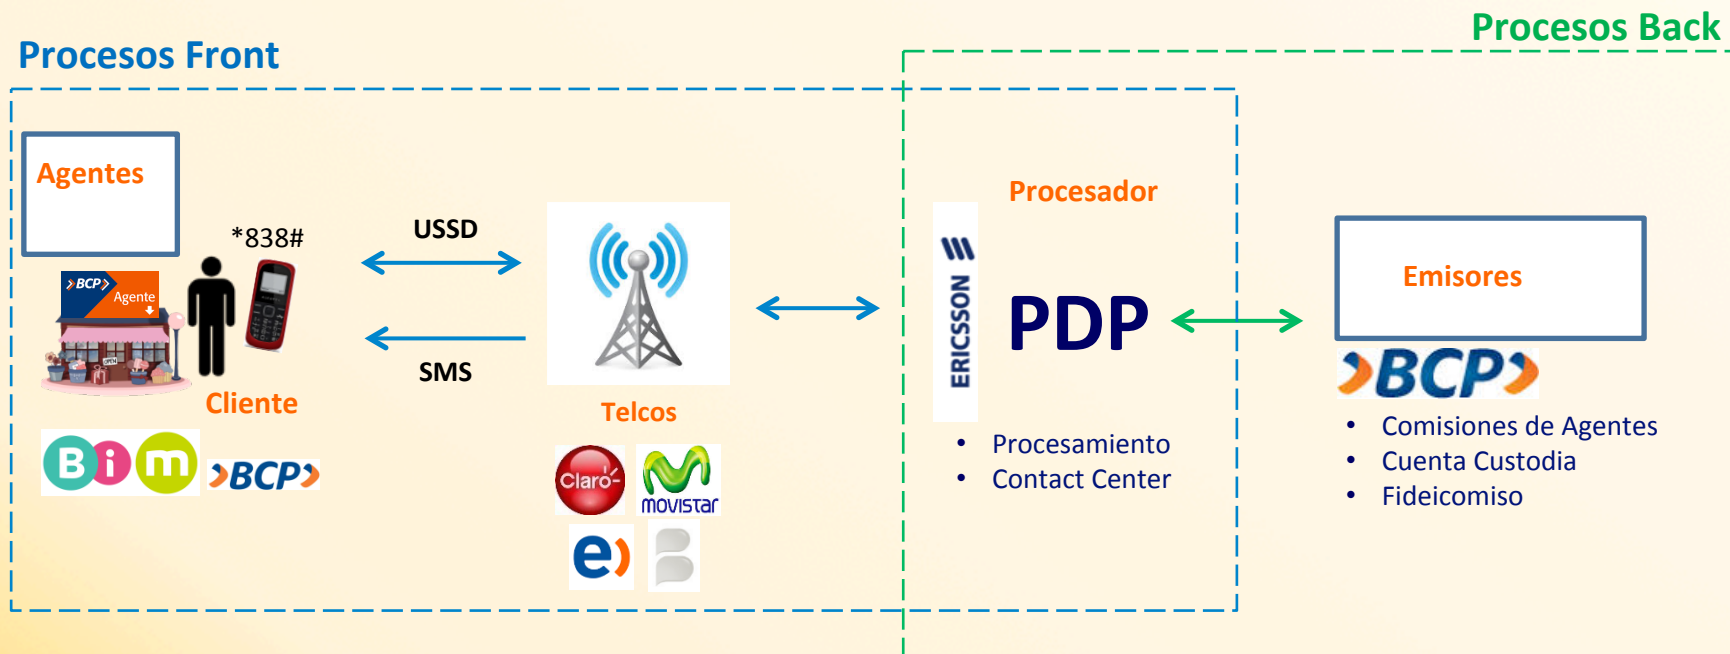 Procesos Back
Procesos Front
Agentes
*838#
BCP
Agente
OPEN
Cliente
Bim
BCP
USSD
SMS
Telcos
Claro
movistar
e
ERICSSON
Procesador
PDP
• Procesamiento
• Contact Center
Emisores
BCP
• Comisiones de Agentes
• Cuenta Custodia
• Fideicomiso